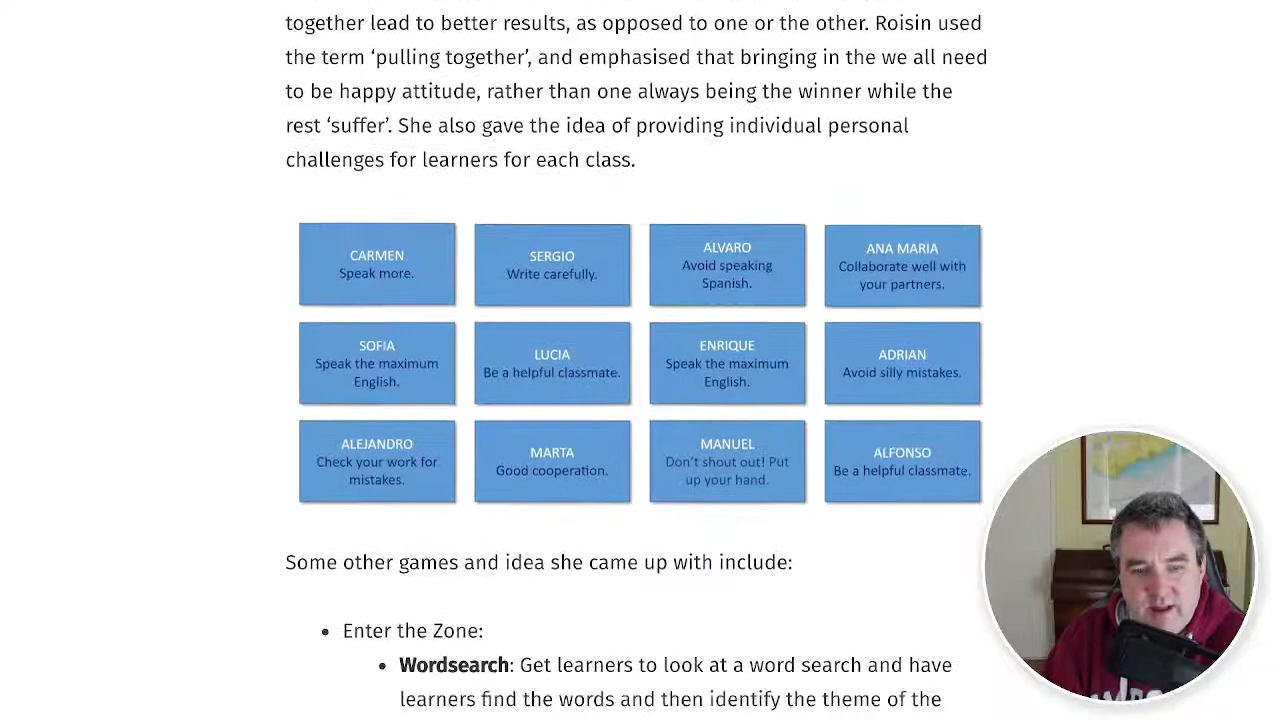 together lead to better results, as opposed to one or the other. Roisin used
the term ‘pulling together’, and emphasised that bringing in the we all need
to be happy attitude, rather than one always being the winner while the
rest ‘suffer’. She also gave the idea of providing individual personal
challenges for learners for each class.
CARMEN
Speak more.
SERGIO
Write carefully.
ALVARO
Avoid speaking
Spanish.
ANA MARIA
Collaborate well with
your partners.
SOFIA
Speak the maximum
English.
LUCIA
Be a helpful classmate.
ENRIQUE
Speak the maximum
English.
ADRIAN
Avoid silly mistakes.
ALEJANDRO
Check your work for
mistakes.
MARTA
Good cooperation.
MANUEL
Don't shout out! Put
up your hand.
ALFONSO
Be a helpful classmate.
Some other games and idea she came up with include:
• Enter the Zone:
• Wordsearch: Get learners to look at a word search and have
learners find the words and then identify the theme of the